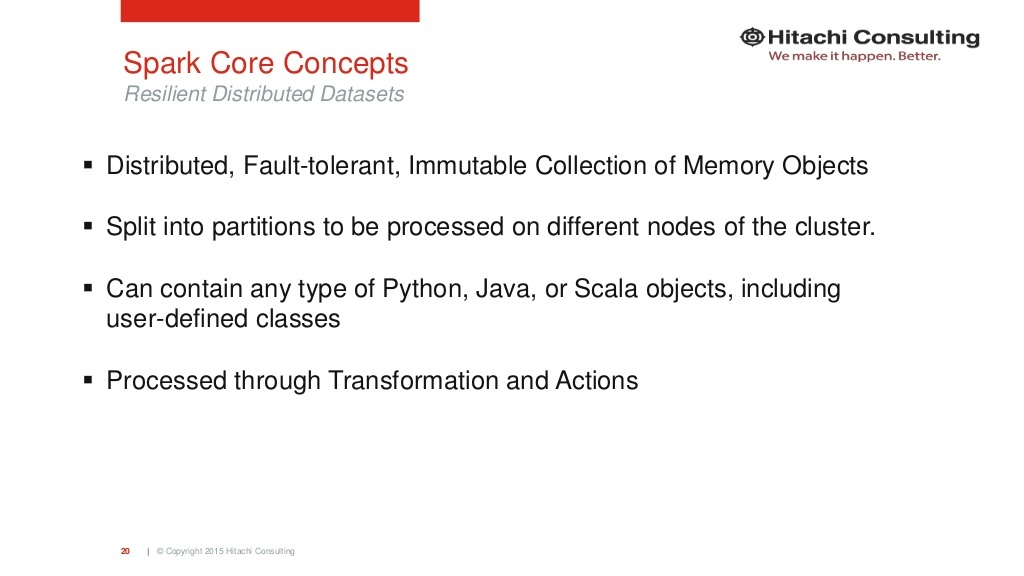 Hitachi Consulting
We make it happen. Better.
Spark Core Concepts
Resilient Distributed Datasets
▪ Distributed, Fault-tolerant, Immutable Collection of Memory Objects
▪ Split into partitions to be processed on different nodes of the cluster.
▪ Can contain any type of Python, Java, or Scala objects, including
user-defined classes
▪ Processed through Transformation and Actions
20 | © Copyright 2015 Hitachi Consulting